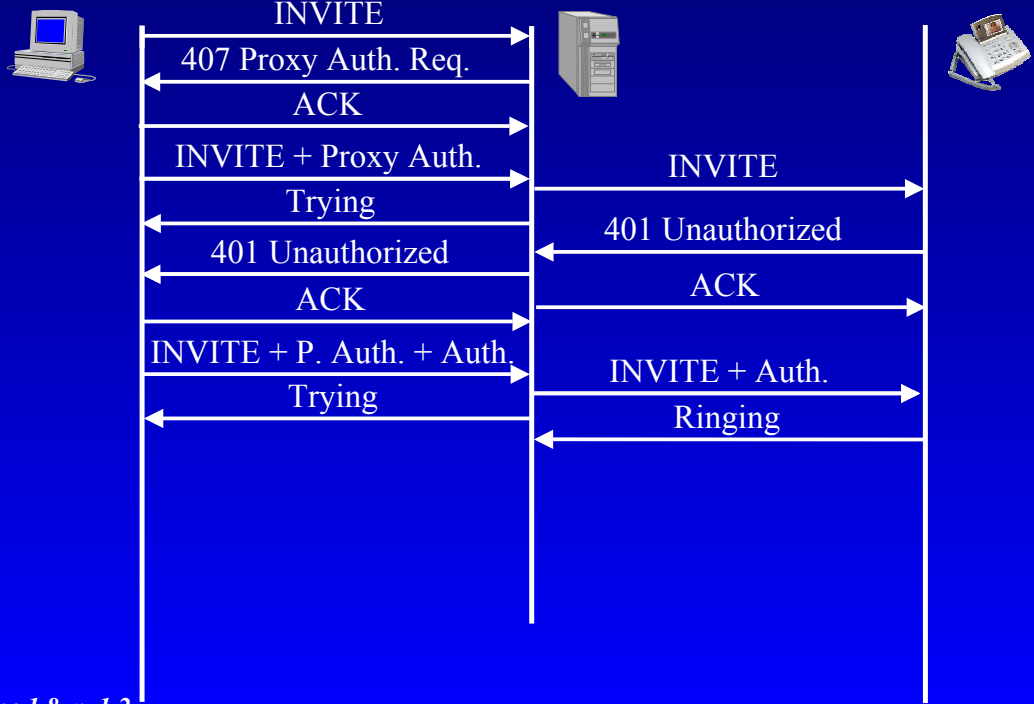 INVITE
407 Proxy Auth. Req.
ACK
INVITE + Proxy Auth.
INVITE
Trying
401 Unauthorized
401 Unauthorized
ACK
ACK
INVITE + P. Auth. + Auth.
INVITE + Auth.
Trying
Ringing